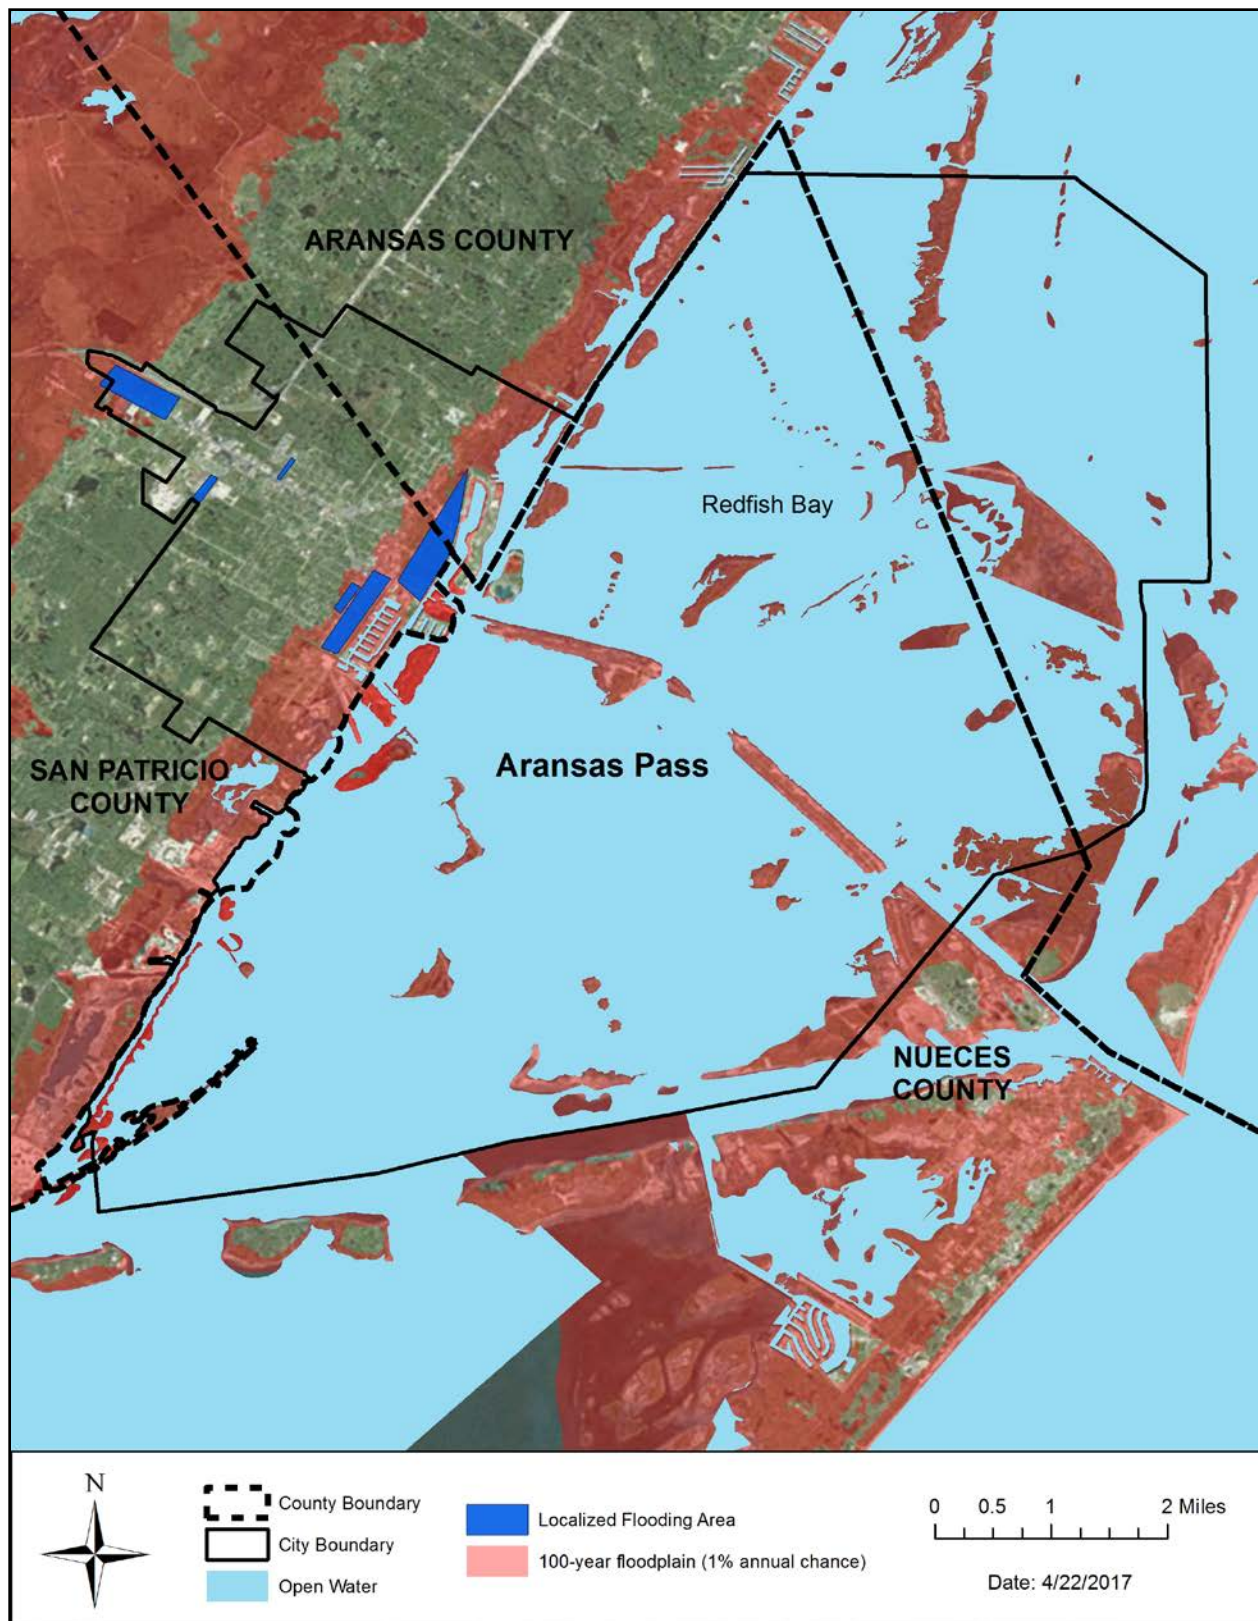 ARANSAS COUNTY
Redfish Bay
Aransas Pass
SAN PATRICIO
COUNTY
NUECES
COUNTY
N
County Boundary
City Boundary
Open Water
Localized Flooding Area
100-year floodplain (1% annual chance)
0 0.5 1 2 Miles
Date: 4/22/2017